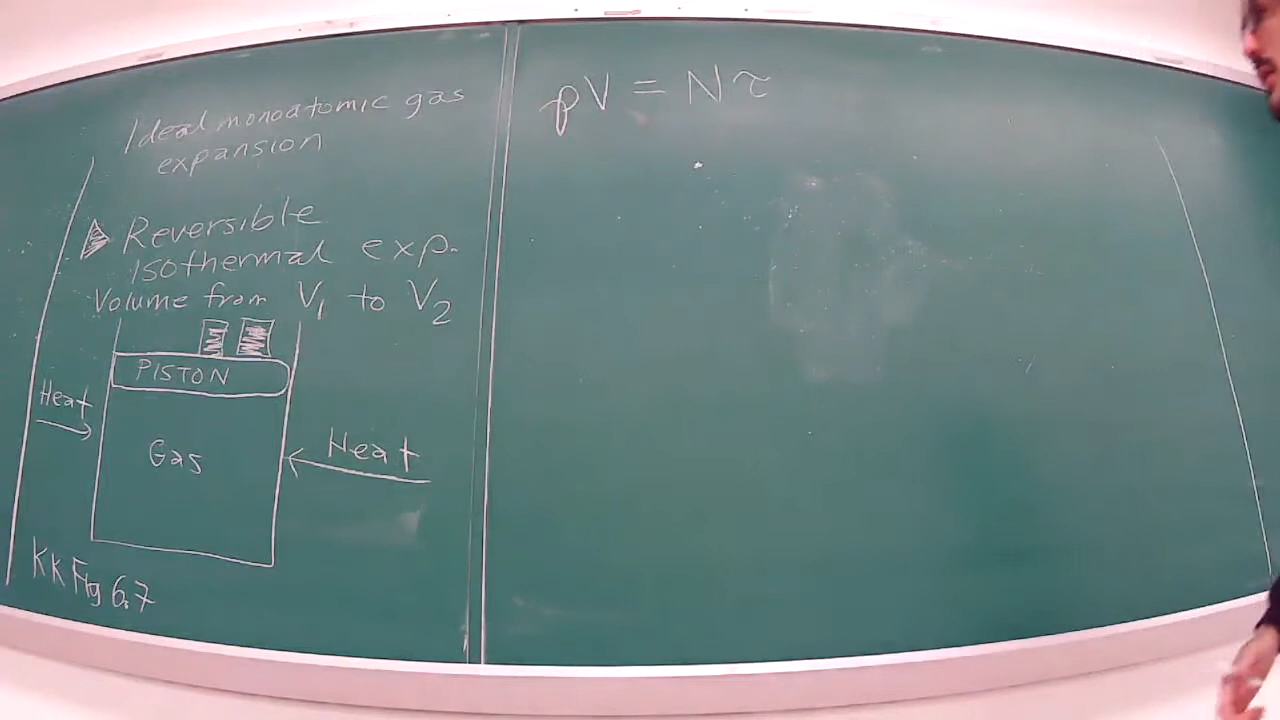 Ideal monoatomic gas
expansion
Reversible
Isothermal exp.
Volume from V₁ to V₂
PISTON
Heat
Gas
Heat
KK Fig 6.7
pV = Nτ